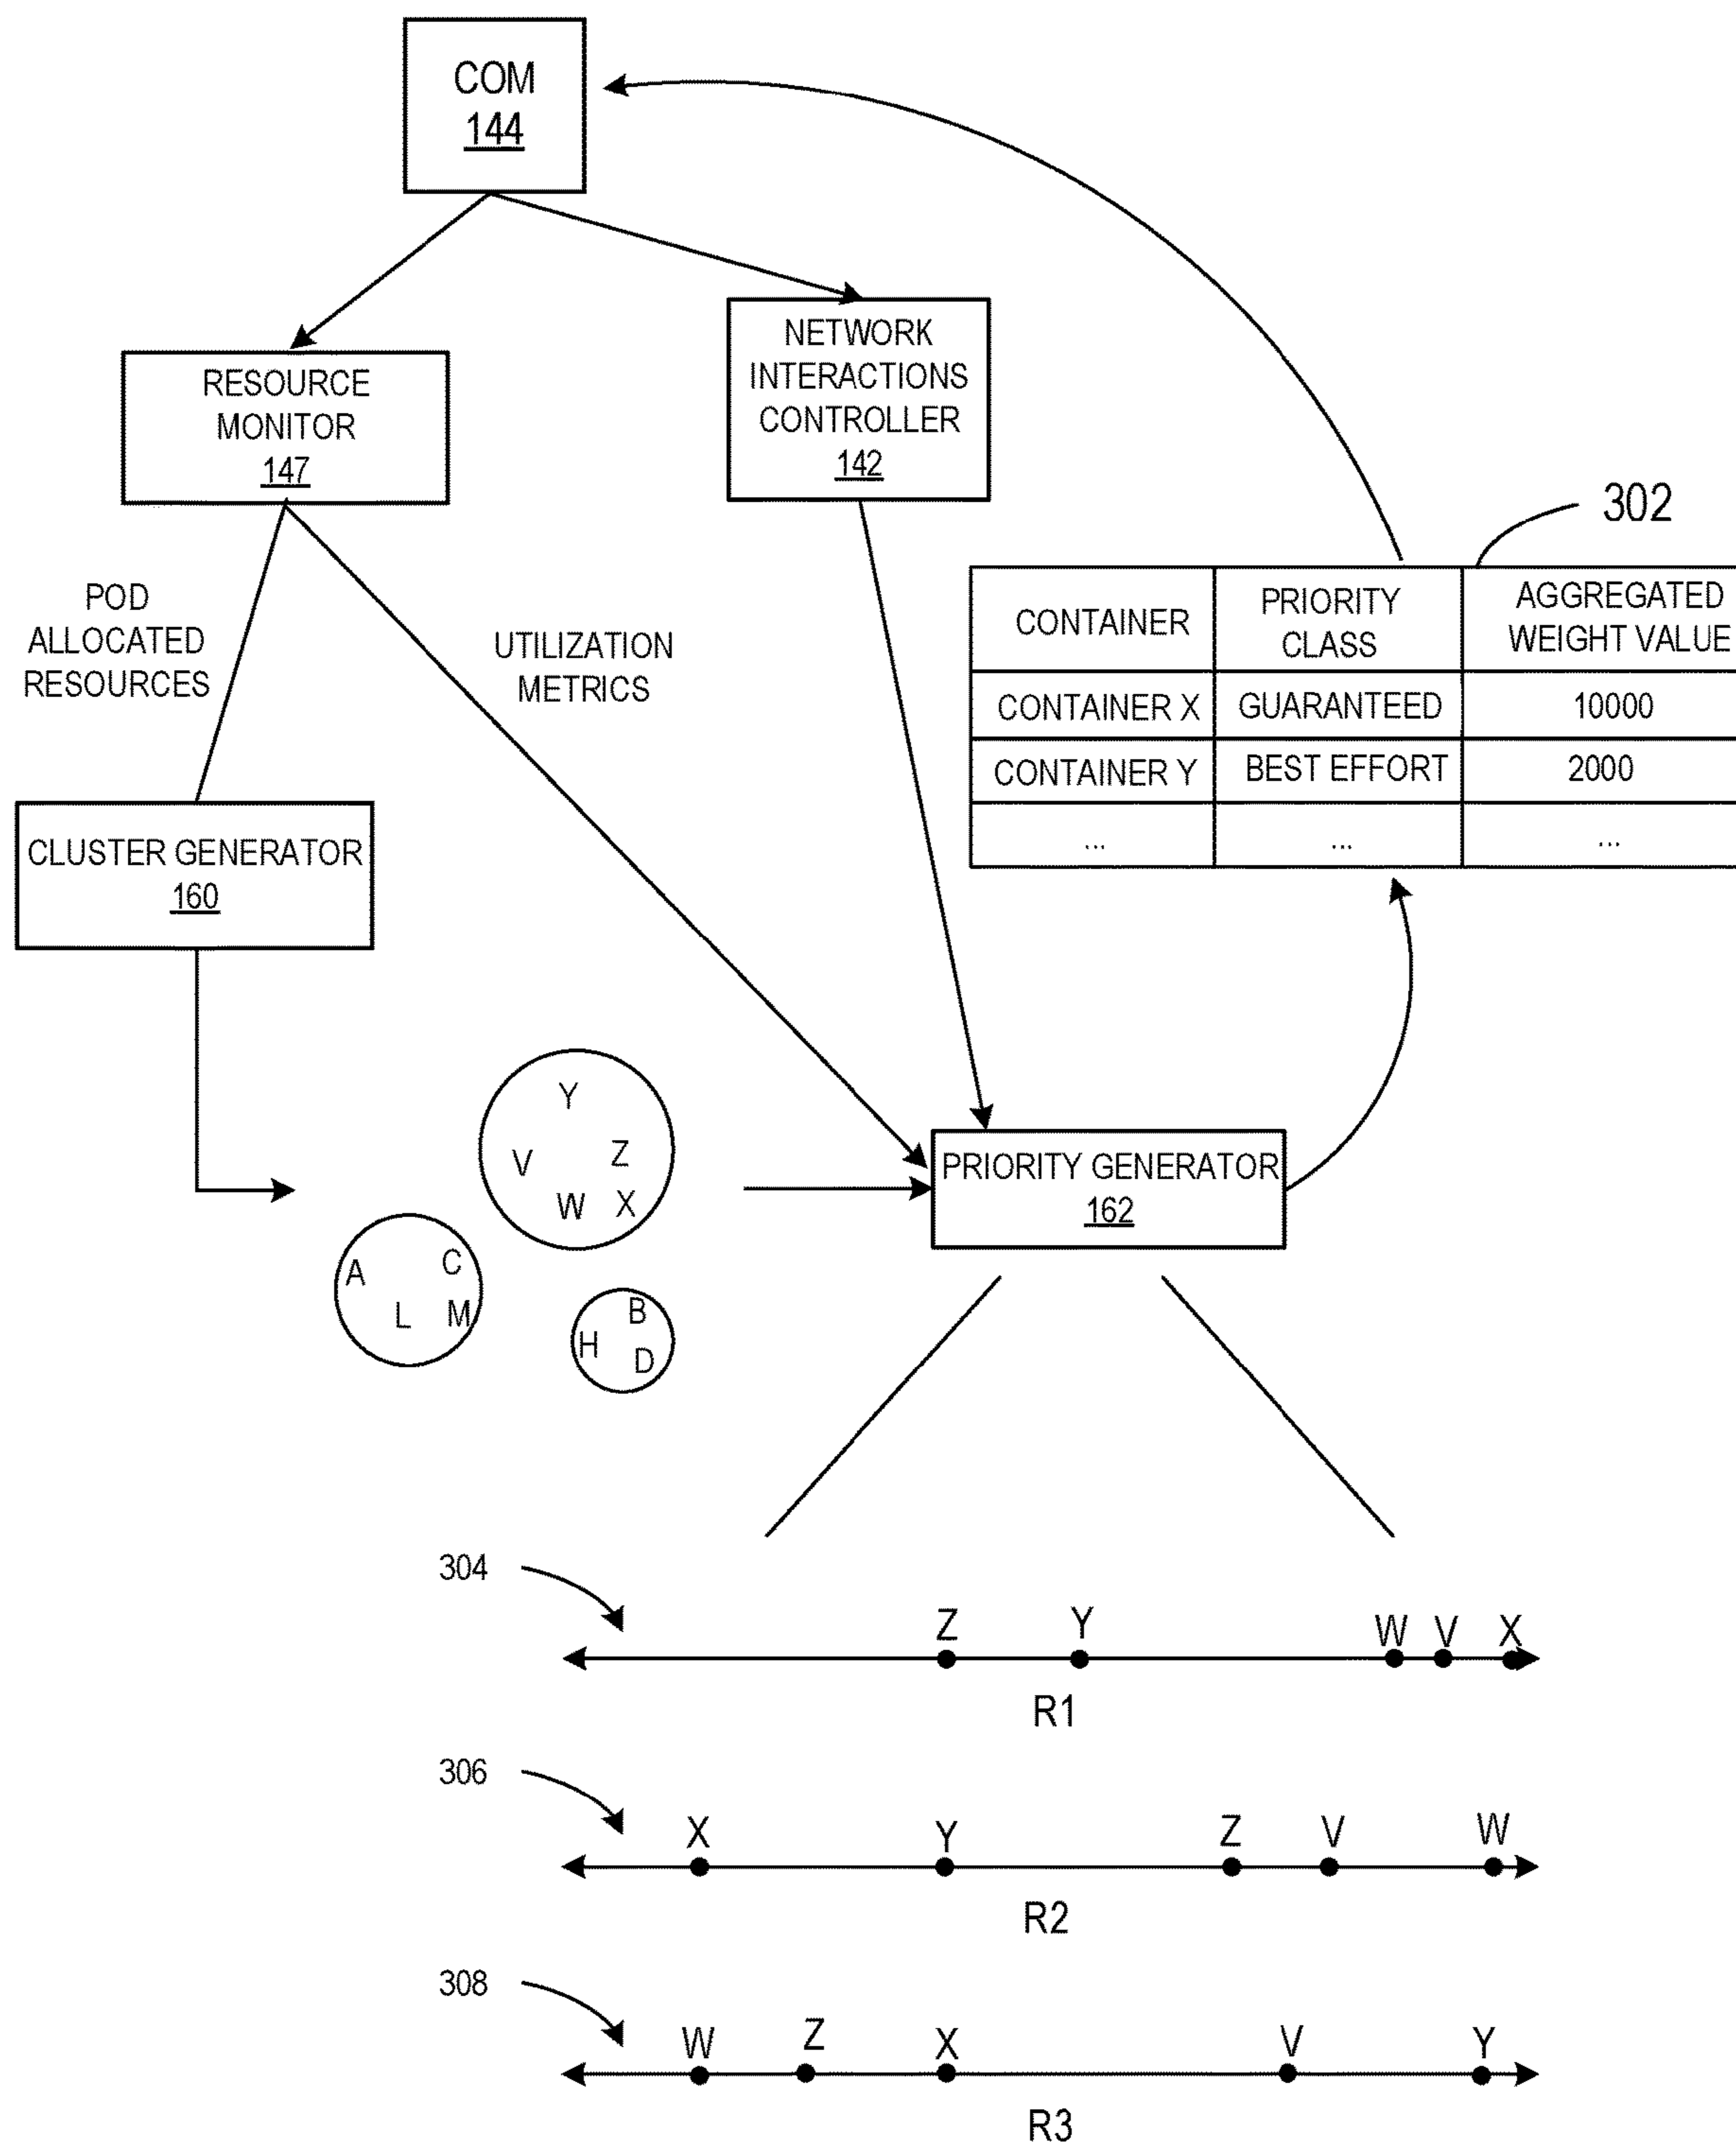 COM
144
RESOURCE
MONITOR
147
NETWORK
INTERACTIONS
CONTROLLER
142
302
POD
ALLOCATED
RESOURCES
UTILIZATION
METRICS
CONTAINER
PRIORITY
CLASS
AGGREGATED
WEIGHT VALUE
CONTAINER X
GUARANTEED
10000
CONTAINER Y
BEST EFFORT
2000
...
...
...
CLUSTER GENERATOR
160
Y
V
Z
W
X
A
C
L
M
B
H
D
PRIORITY GENERATOR
162
304
Z
Y
W
V
X
R1
306
X
Y
Z
V
W
R2
308
W
Z
X
V
Y
R3